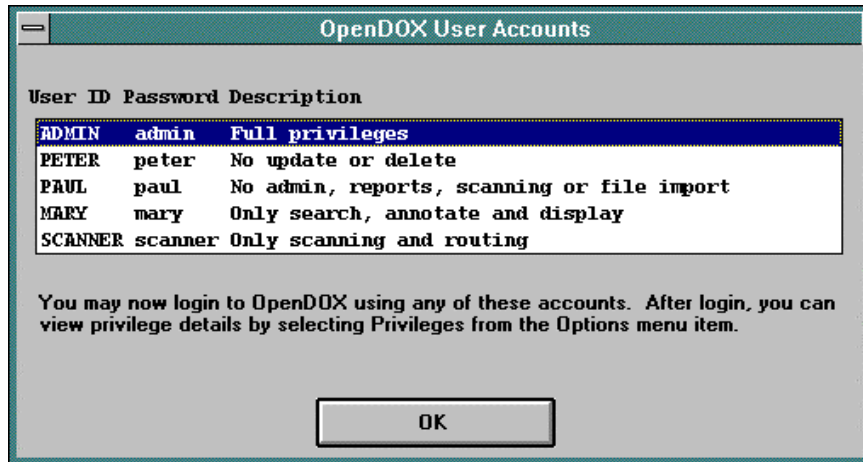 OpenDOX User Accounts
User ID Password Description
ADMIN admin Full privileges
PETER peter No update or delete
PAUL paul No admin, reports, scanning or file import
MARY mary Only search, annotate and display
SCANNER scanner Only scanning and routing
You may now login to OpenDOX using any of these accounts. After login, you can
view privilege details by selecting Privileges from the Options menu item.
OK